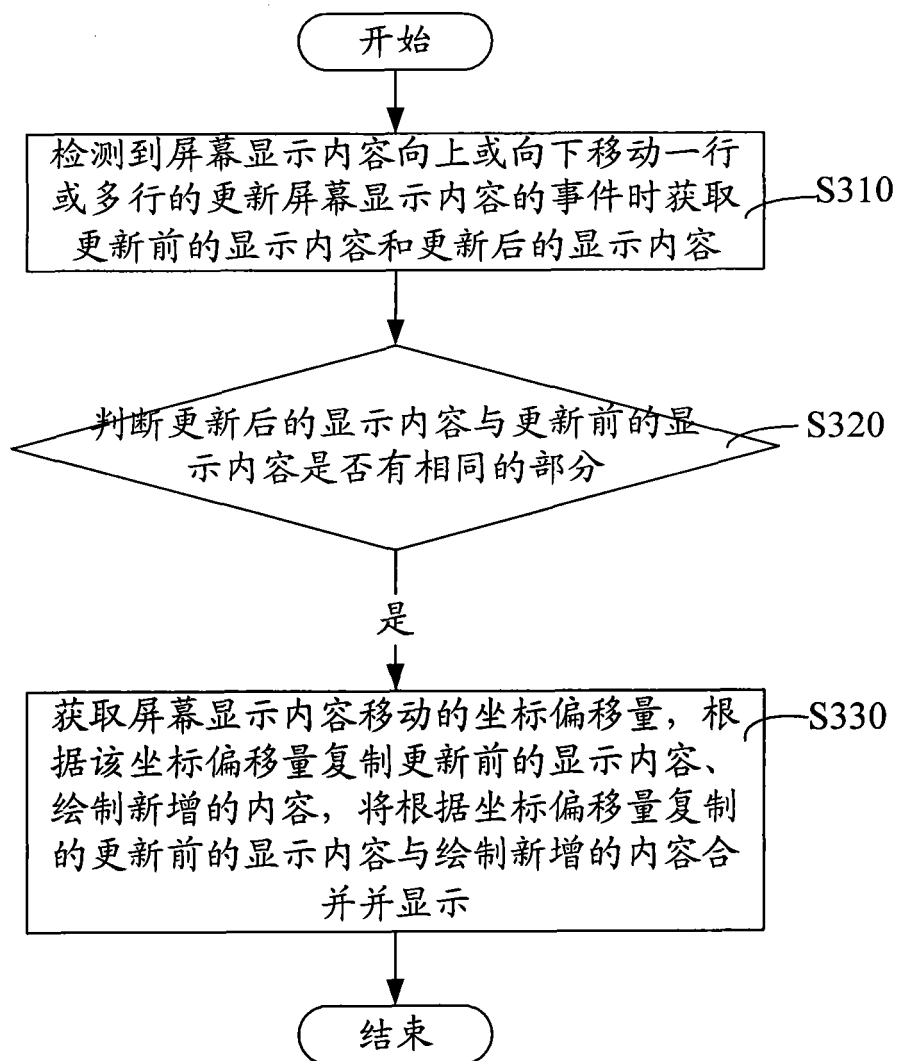 开始
检测到屏幕显示内容向上或向下移动一行
或多行的更新屏幕显示内容的事件时获取
更新前的显示内容和更新后的显示内容
S310
判断更新后的显示内容与更新前的显
示内容是否有相同的部分
S320
是
获取屏幕显示内容移动的坐标偏移量，根
据该坐标偏移量复制更新前的显示内容、
绘制新增的内容，将根据坐标偏移量复制
的更新前的显示内容与绘制新增的内容合
并并显示
S330
结束